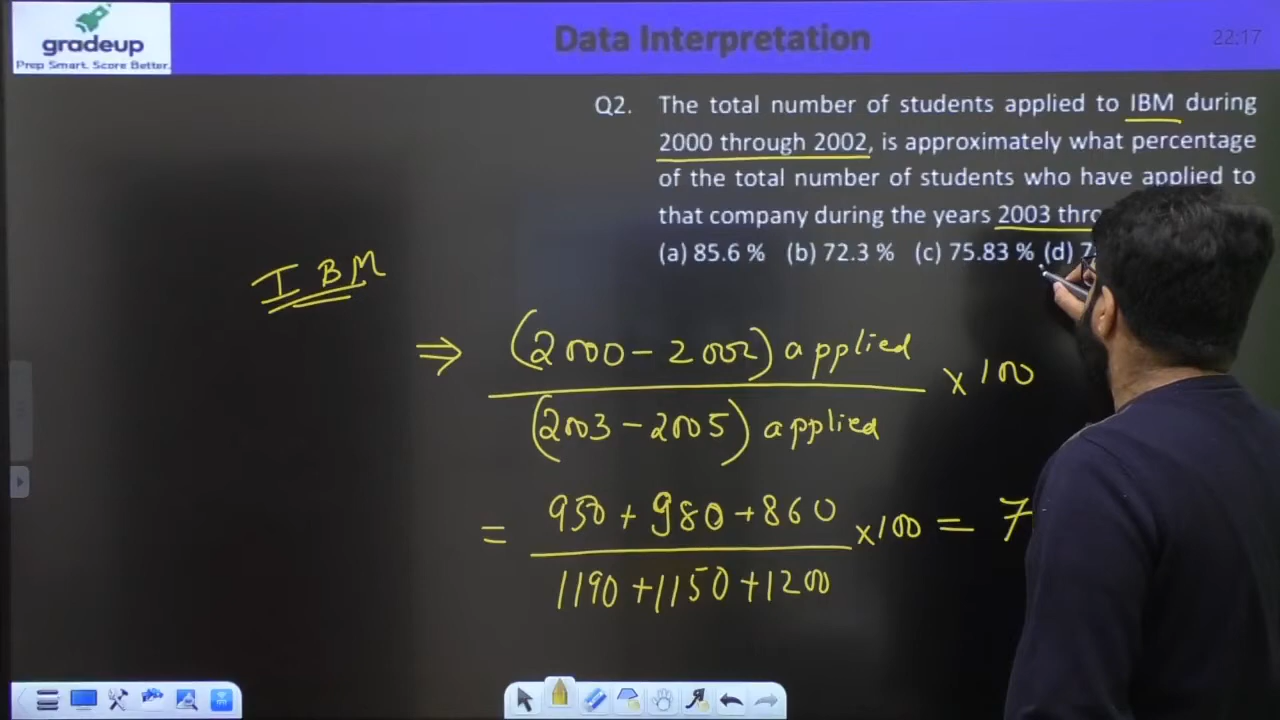 gradeup
Prep Smart. Score Better.
Data Interpretation
22:17
Q2. The total number of students applied to IBM during
2000 through 2002, is approximately what percentage
of the total number of students who have applied to
that company during the years 2003
(a) 85.6 % (b) 72.3 % (c) 75.83 % (d)
IBM
⇒ (2000 - 2002) applied
× 100
(2003 - 2005) applied
= 950 + 980 + 860
× 100 = 7
1190 + 1150 + 1200